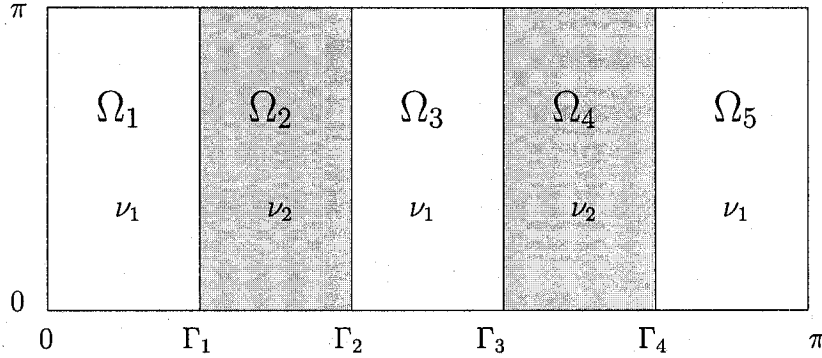 π
Ω₁ Ω₂ Ω₃ Ω₄ Ω₅
ν₁ ν₂ ν₁ ν₂ ν₁
0
0 Γ₁ Γ₂ Γ₃ Γ₄ π